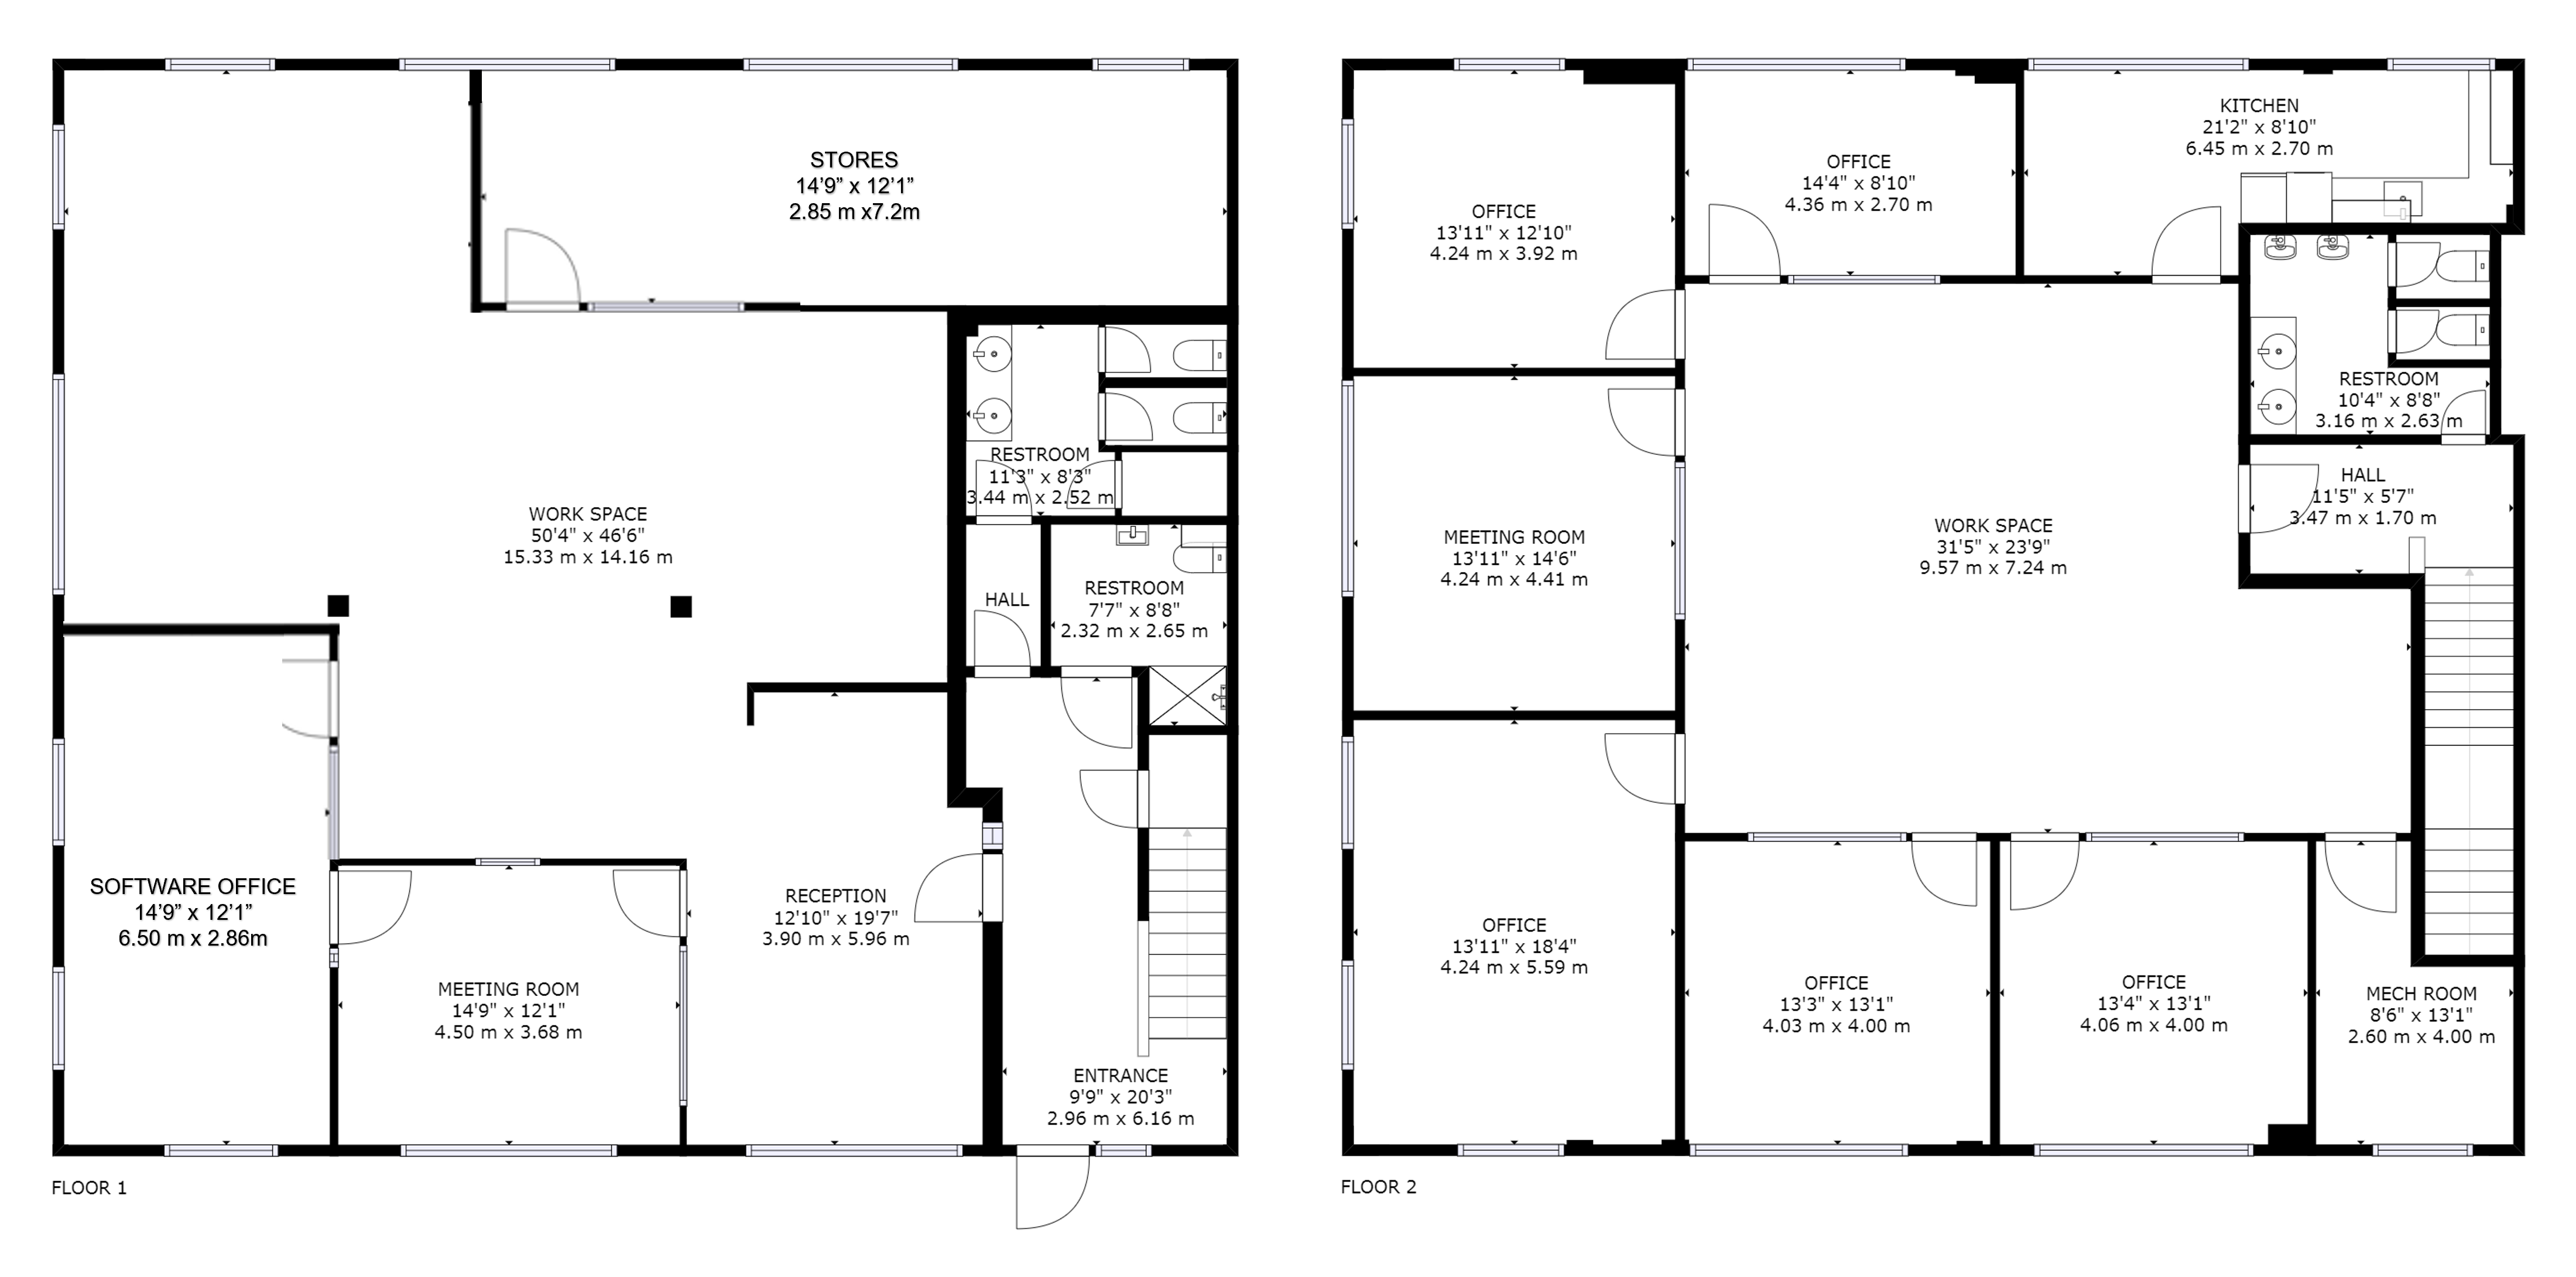 STORES
14’9” x 12’1”
2.85 m x7.2m
WORK SPACE
50'4" x 46'6"
15.33 m x 14.16 m
RESTROOM
11'3" x 8'3"
3.44 m x 2.52 m
HALL
RESTROOM
7'7" x 8'8"
2.32 m x 2.65 m
SOFTWARE OFFICE
14’9” x 12’1”
6.50 m x 2.86m
MEETING ROOM
14'9" x 12'1"
4.50 m x 3.68 m
RECEPTION
12'10" x 19'7"
3.90 m x 5.96 m
ENTRANCE
9'9" x 20'3"
2.96 m x 6.16 m
FLOOR 1
OFFICE
13'11" x 12'10"
4.24 m x 3.92 m
OFFICE
14'4" x 8'10"
4.36 m x 2.70 m
KITCHEN
21'2" x 8'10"
6.45 m x 2.70 m
RESTROOM
10'4" x 8'8"
3.16 m x 2.63 m
HALL
11'5" x 5'7"
3.47 m x 1.70 m
MEETING ROOM
13'11" x 14'6"
4.24 m x 4.41 m
WORK SPACE
31'5" x 23'9"
9.57 m x 7.24 m
OFFICE
13'11" x 18'4"
4.24 m x 5.59 m
OFFICE
13'3" x 13'1"
4.03 m x 4.00 m
OFFICE
13'4" x 13'1"
4.06 m x 4.00 m
MECH ROOM
8'6" x 13'1"
2.60 m x 4.00 m
FLOOR 2